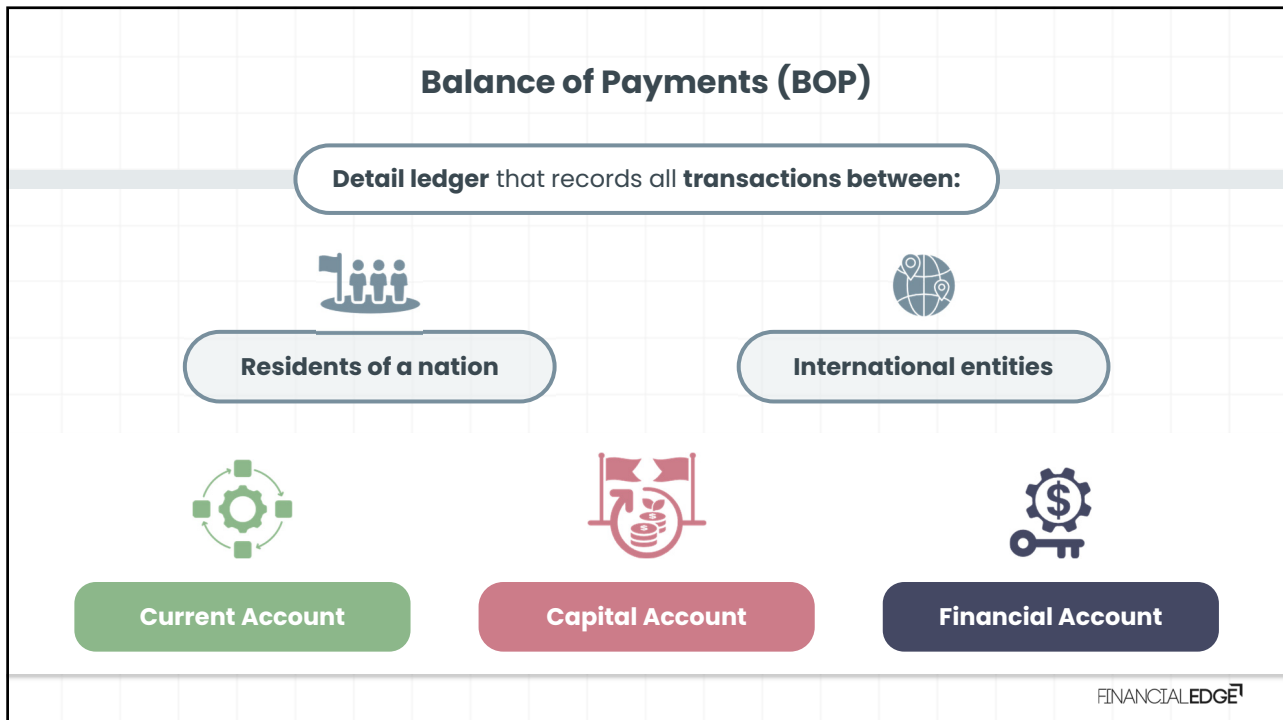 Balance of Payments (BOP)
Detail ledger that records all transactions between:
Residents of a nation
International entities
Current Account
Capital Account
Financial Account
FINANCIALEDGE